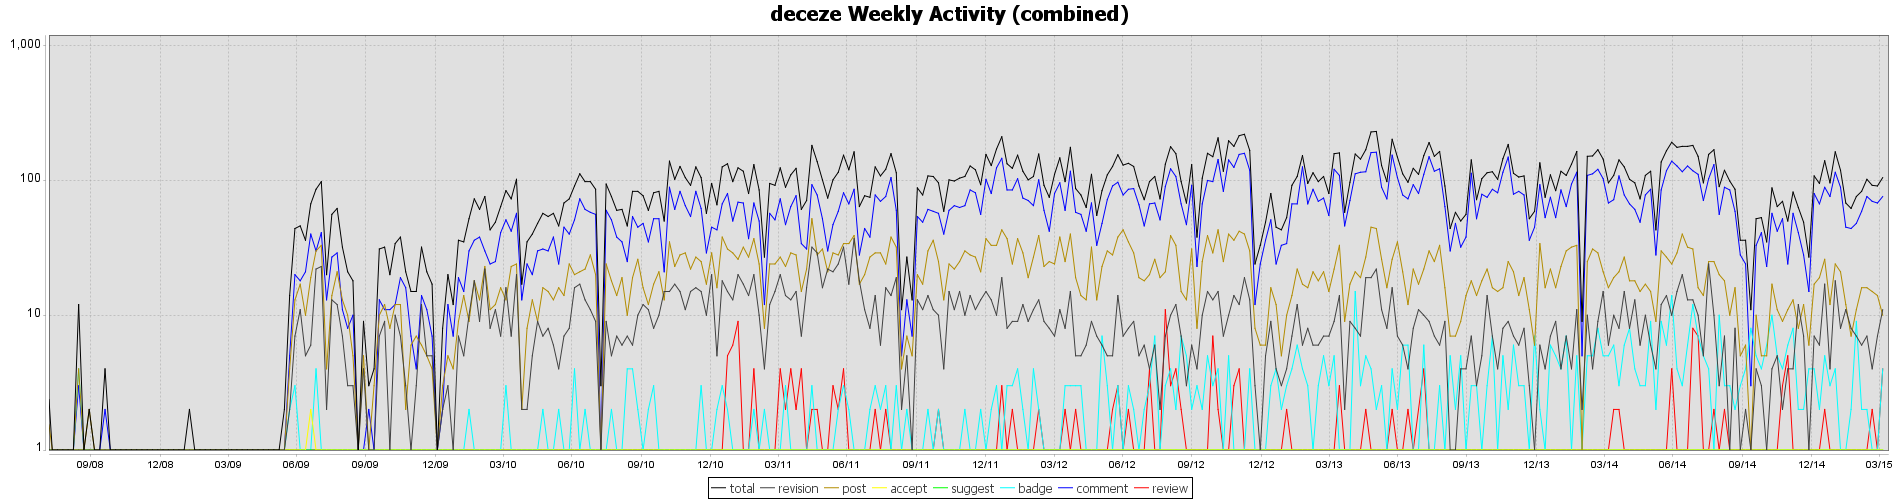 deceze Weekly Activity (combined)
1,000
100
10
1
09/08 12/08 03/09 06/09 09/09 12/09 03/10 06/10 09/10 12/10 03/11 06/11 09/11 12/11 03/12 06/12 09/12 12/12 03/13 06/13 09/13 12/13 03/14 06/14 09/14 12/14 03/15
total revision post accept suggest badge comment review